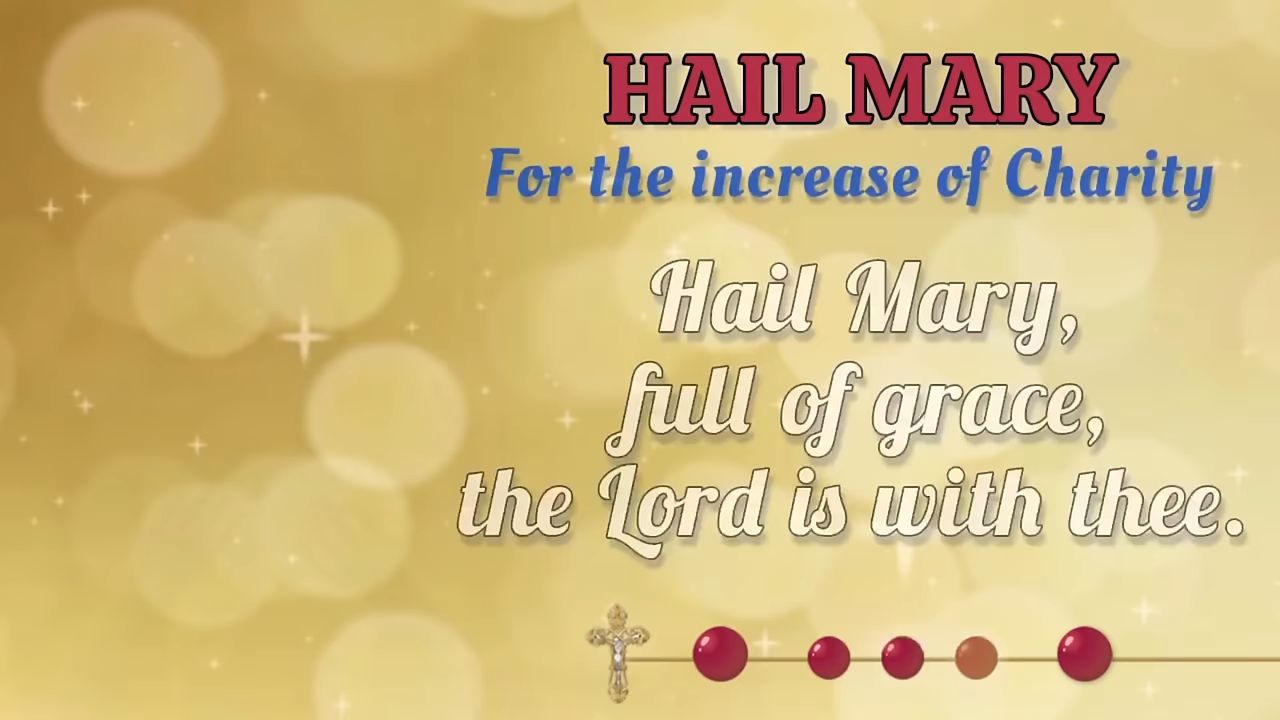 HAIL MARY
For the increase of Charity
Hail Mary,
full of grace,
the Lord is with thee.